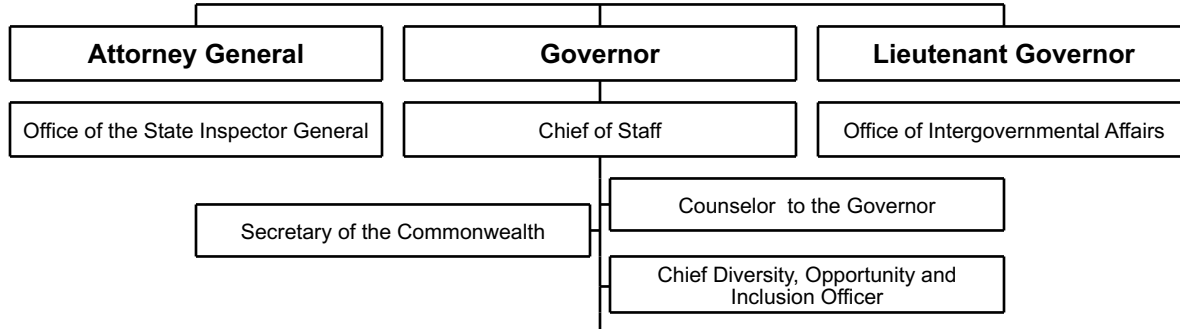 Attorney General
Governor
Lieutenant Governor
Office of the State Inspector General
Chief of Staff
Office of Intergovernmental Affairs
Counselor to the Governor
Secretary of the Commonwealth
Chief Diversity, Opportunity and
Inclusion Officer